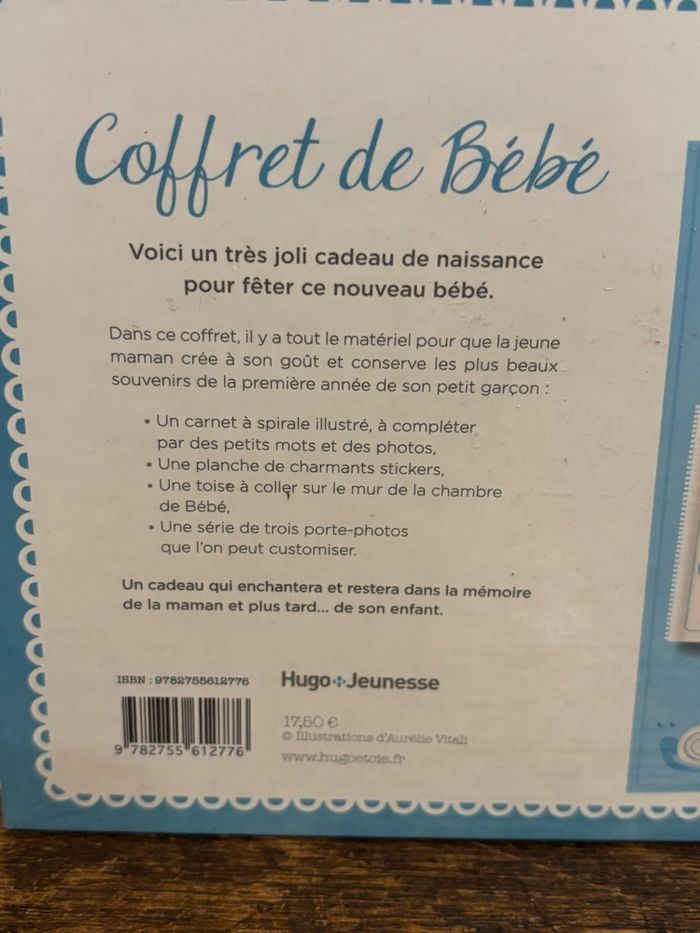 Coffret de Bébé
Voici un très joli cadeau de naissance
pour fêter ce nouveau bébé.
Dans ce coffret, il y a tout le matériel pour que la jeune
maman crée à son goût et conserve les plus beaux
souvenirs de la première année de son petit garçon :
* Un carnet à spirale illustré, à compléter
par des petits mots et des photos,
* Une planche de charmants stickers,
* Une toise à coller sur le mur de la chambre
de Bébé,
* Une série de trois porte-photos
que l'on peut customiser.
Un cadeau qui enchantera et restera dans la mémoire
de la maman et plus tard... de son enfant.
ISBN : 9782755612776
Hugo Jeunesse
17,50 €
© Illustrations d'Aurélie Vitali
www.hugoetcie.fr
9 782755 612776